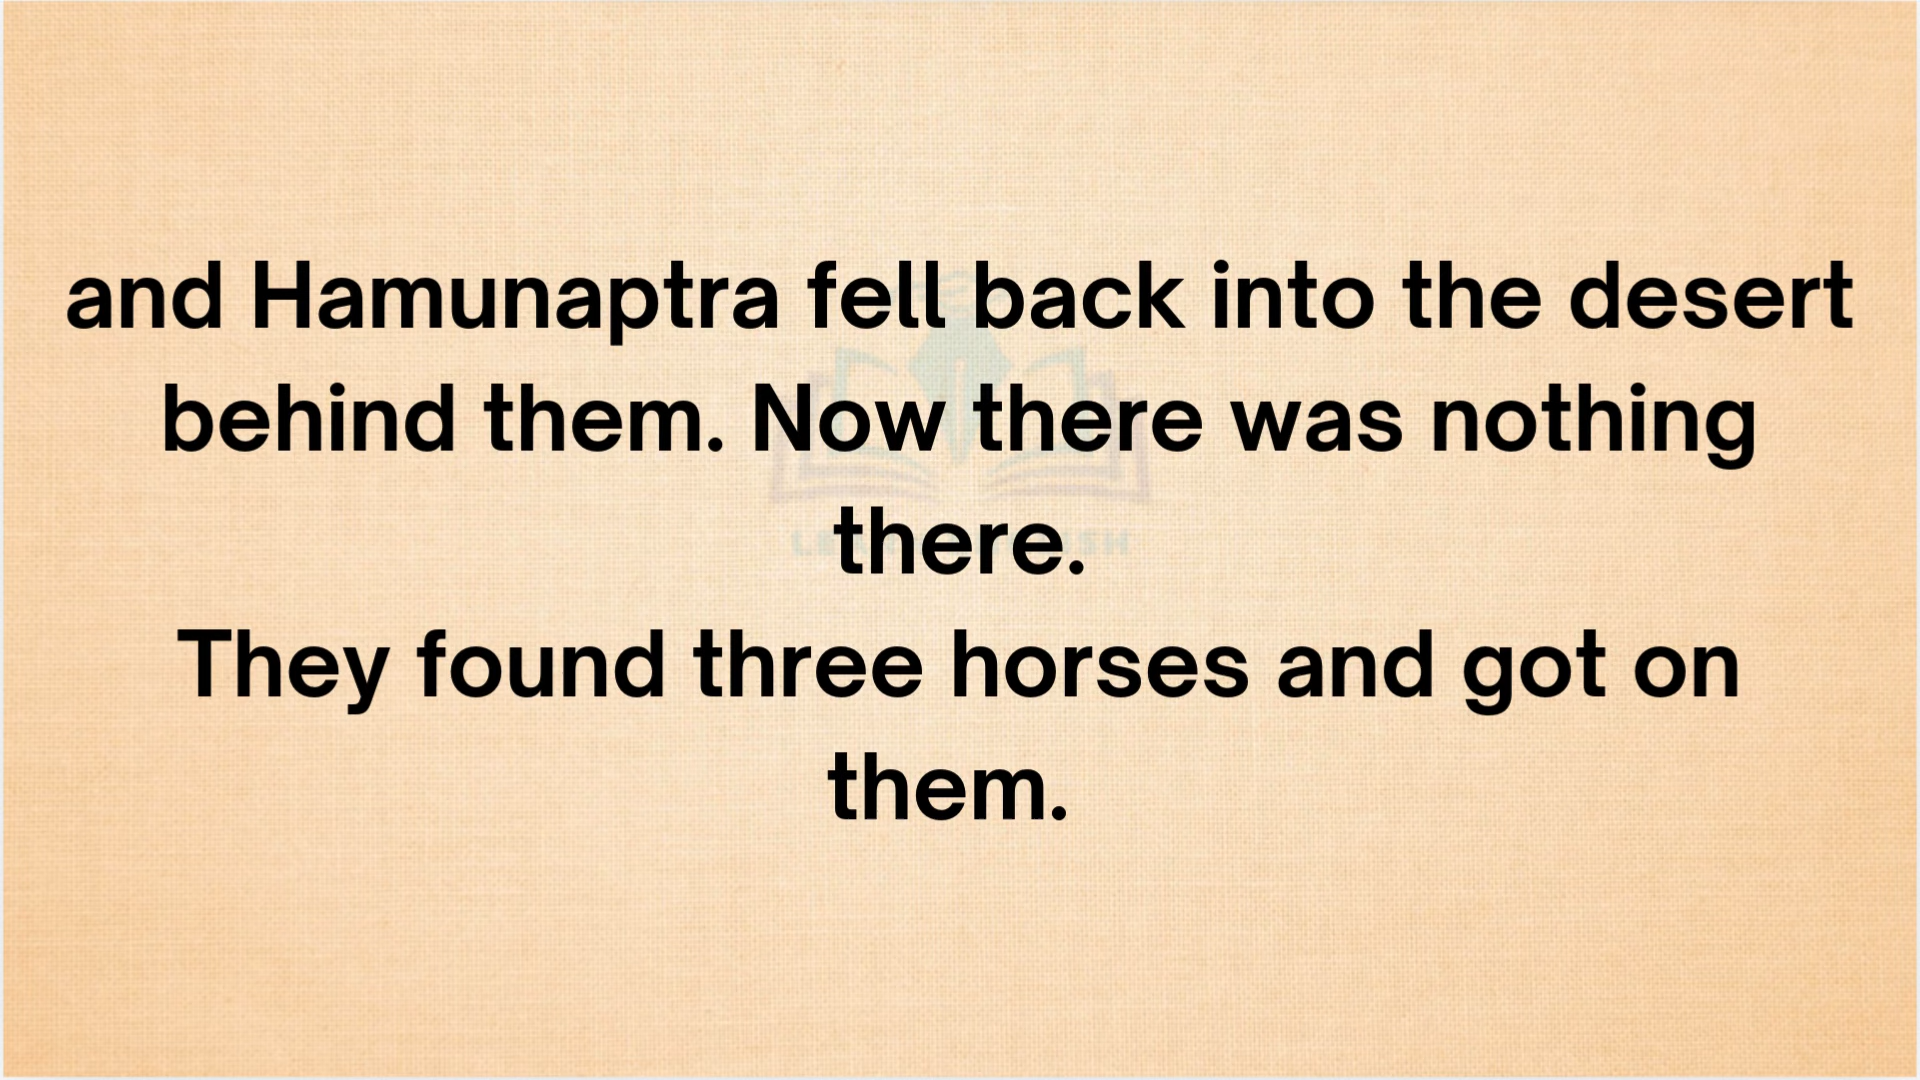 and Hamunaptra fell back into the desert
behind them. Now there was nothing
there.
They found three horses and got on
them.